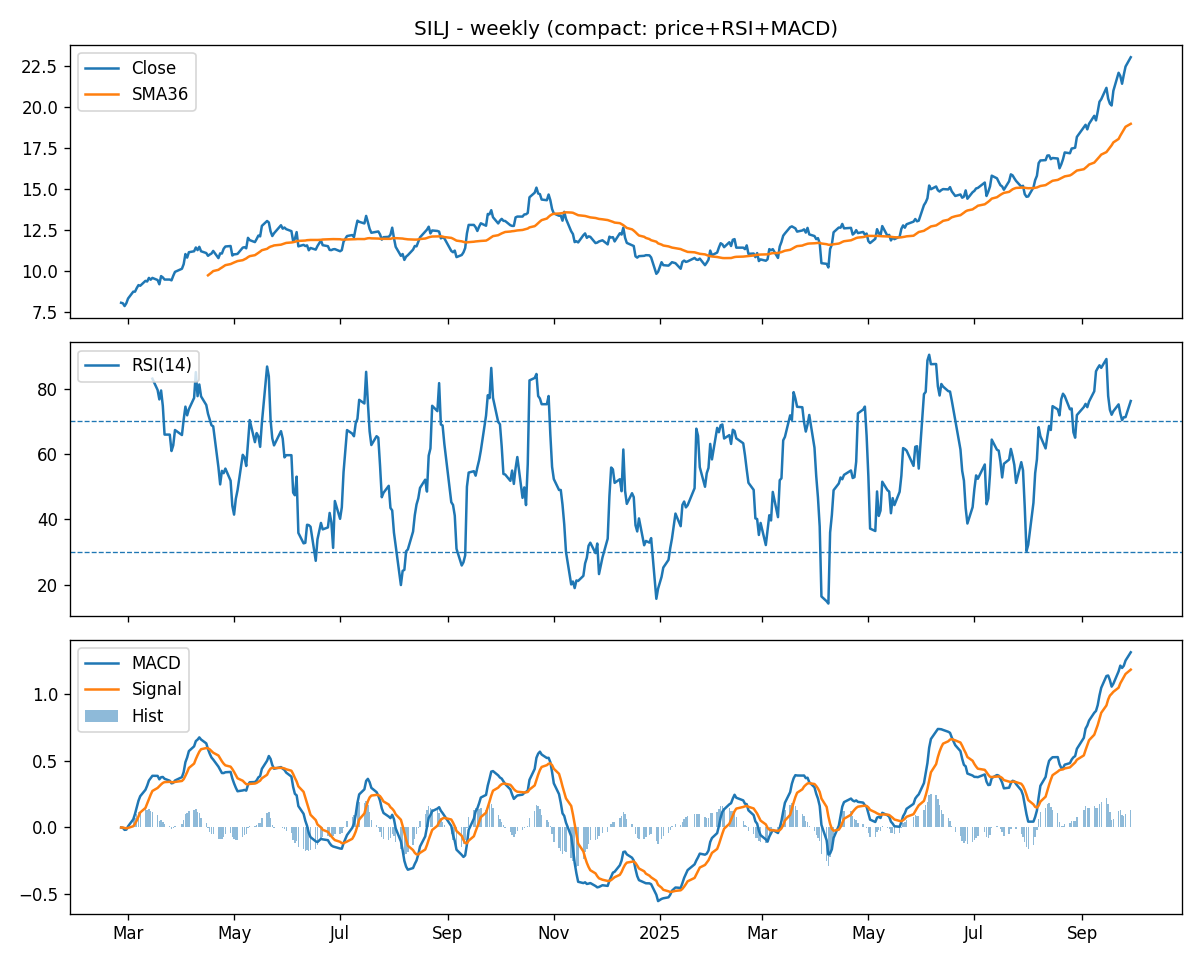 SILJ - weekly (compact: price+RSI+MACD)
Close
SMA36
22.5
20.0
17.5
15.0
12.5
10.0
7.5
RSI(14)
80
60
40
20
MACD
Signal
Hist
1.0
0.5
0.0
−0.5
Mar May Jul Sep Nov 2025 Mar May Jul Sep